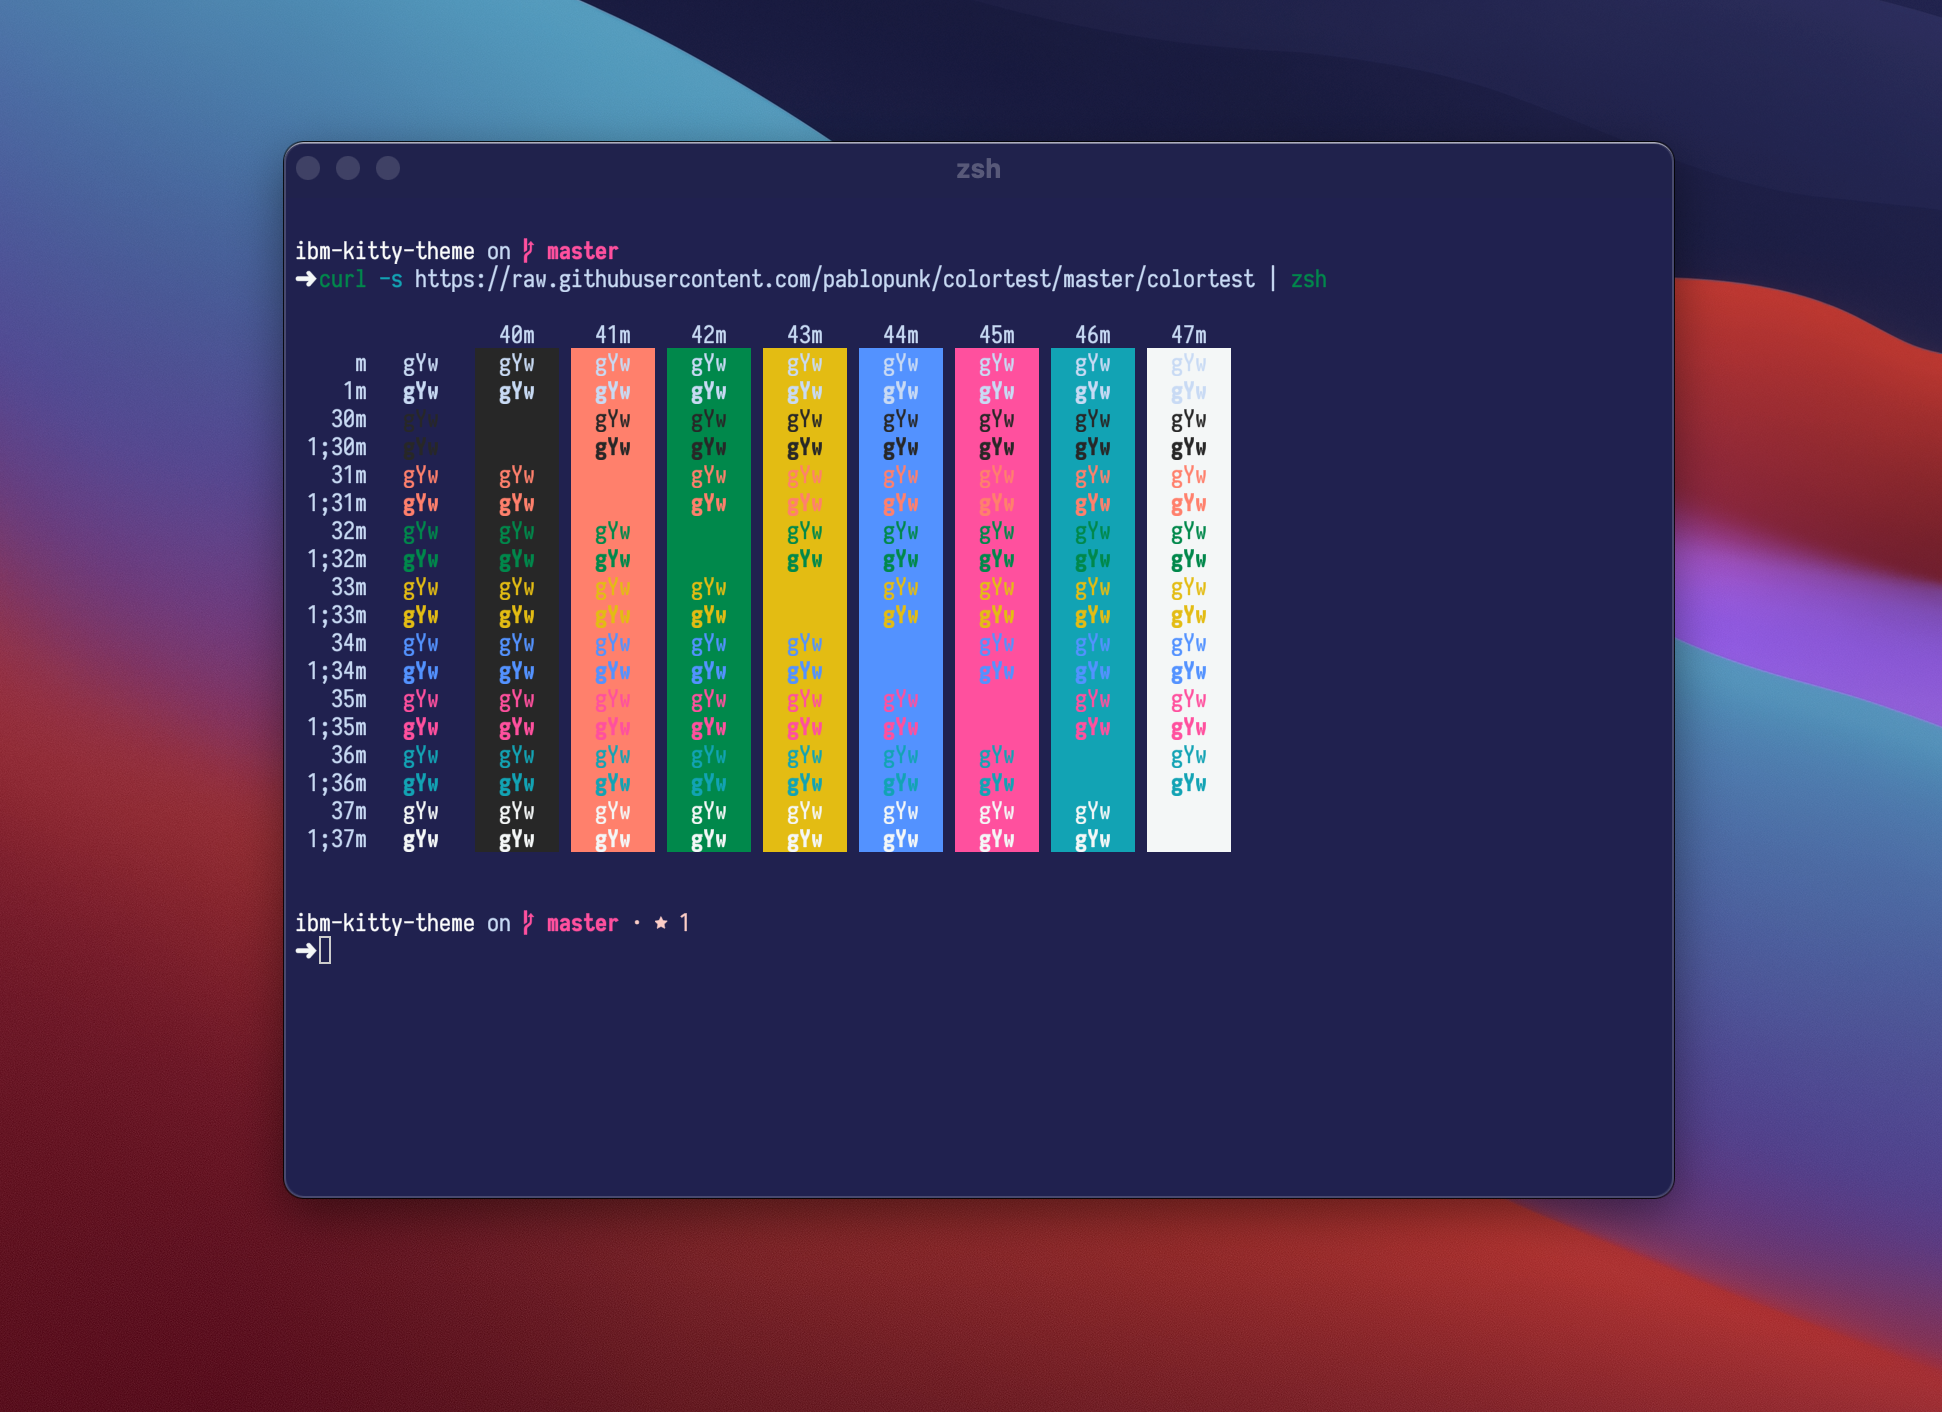 zsh
ibm-kitty-theme on master
➜curl -s https://raw.githubusercontent.com/pablopunk/colortest/master/colortest | zsh
40m 41m 42m 43m 44m 45m 46m 47m
m gYw gYw gYw gYw gYw gYw gYw gYw gYw
1m gYw gYw gYw gYw gYw gYw gYw gYw gYw
30m gYw gYw gYw gYw gYw gYw gYw gYw
1;30m gYw gYw gYw gYw gYw gYw gYw gYw
31m gYw gYw gYw gYw gYw gYw gYw gYw
1;31m gYw gYw gYw gYw gYw gYw gYw gYw
32m gYw gYw gYw gYw gYw gYw gYw gYw
1;32m gYw gYw gYw gYw gYw gYw gYw gYw
33m gYw gYw gYw gYw gYw gYw gYw gYw
1;33m gYw gYw gYw gYw gYw gYw gYw gYw
34m gYw gYw gYw gYw gYw gYw gYw gYw
1;34m gYw gYw gYw gYw gYw gYw gYw gYw
35m gYw gYw gYw gYw gYw gYw gYw gYw
1;35m gYw gYw gYw gYw gYw gYw gYw gYw
36m gYw gYw gYw gYw gYw gYw gYw gYw
1;36m gYw gYw gYw gYw gYw gYw gYw gYw
37m gYw gYw gYw gYw gYw gYw gYw gYw
1;37m gYw gYw gYw gYw gYw gYw gYw gYw
ibm-kitty-theme on master · ★ 1
➜